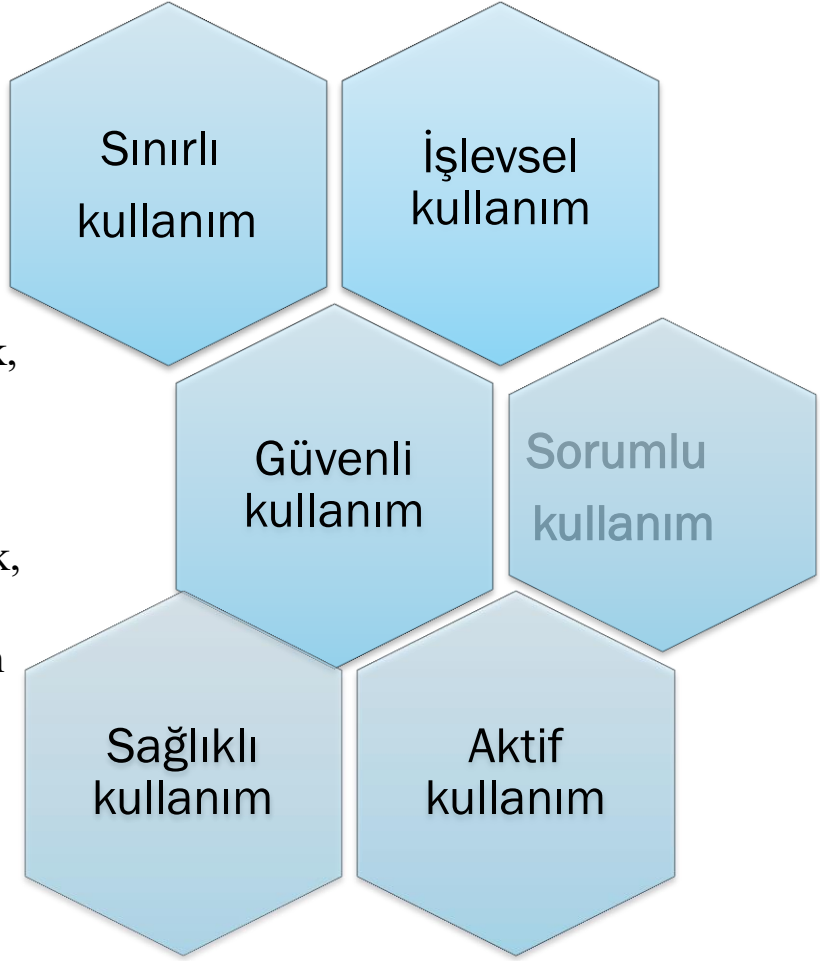 Sınırlı
kullanım
İşlevsel
kullanım
k,
Güvenli
kullanım
Sorumlu
kullanım
k,
Sağlıklı
kullanım
Aktif
kullanım